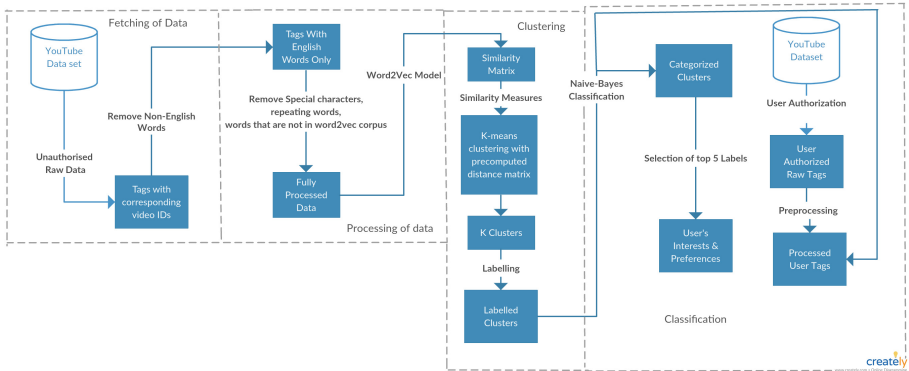 Fetching of Data
YouTube
Data set
Unauthorised
Raw Data
Tags with
corresponding
video IDs
Remove Non-English
Words
Tags With
English
Words Only
Remove Special characters,
repeating words,
words that are not in word2vec corpus
Fully
Processed
Data
Processing of data
Word2Vec Model
Clustering
Similarity
Matrix
Similarity Measures
K-means
clustering with
precomputed
distance matrix
K Clusters
Labelling
Labelled
Clusters
Naive-Bayes
Classification
Categorized
Clusters
Selection of top 5 Labels
User's
Interests &
Preferences
YouTube
Dataset
User Authorization
User
Authorized
Raw Tags
Preprocessing
Processed
User Tags
Classification
creately